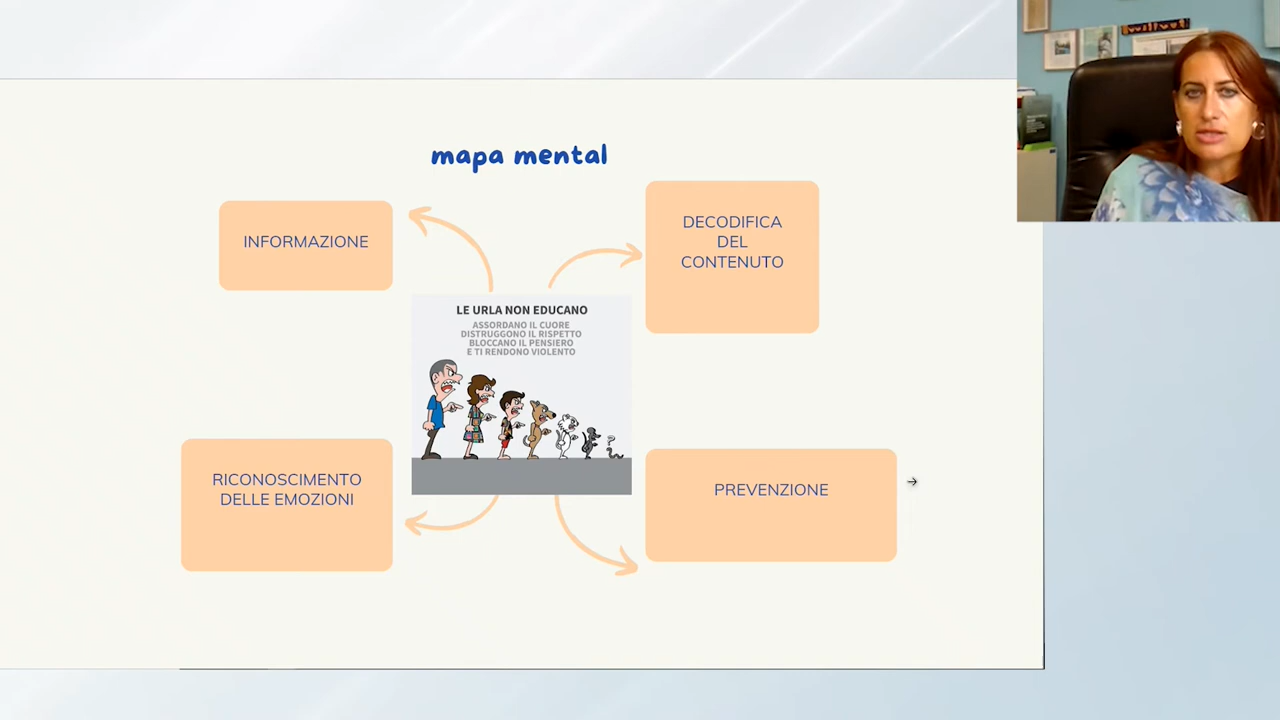 mapa mental
INFORMAZIONE
DECODIFICA
DEL
CONTENUTO
LE URLA NON EDUCANO
ASSORDANO IL CUORE
DISTRUGGONO IL RISPETTO
BLOCCANO IL PENSIERO
E TI RENDONO VIOLENTO
?
RICONOSCIMENTO
DELLE EMOZIONI
PREVENZIONE